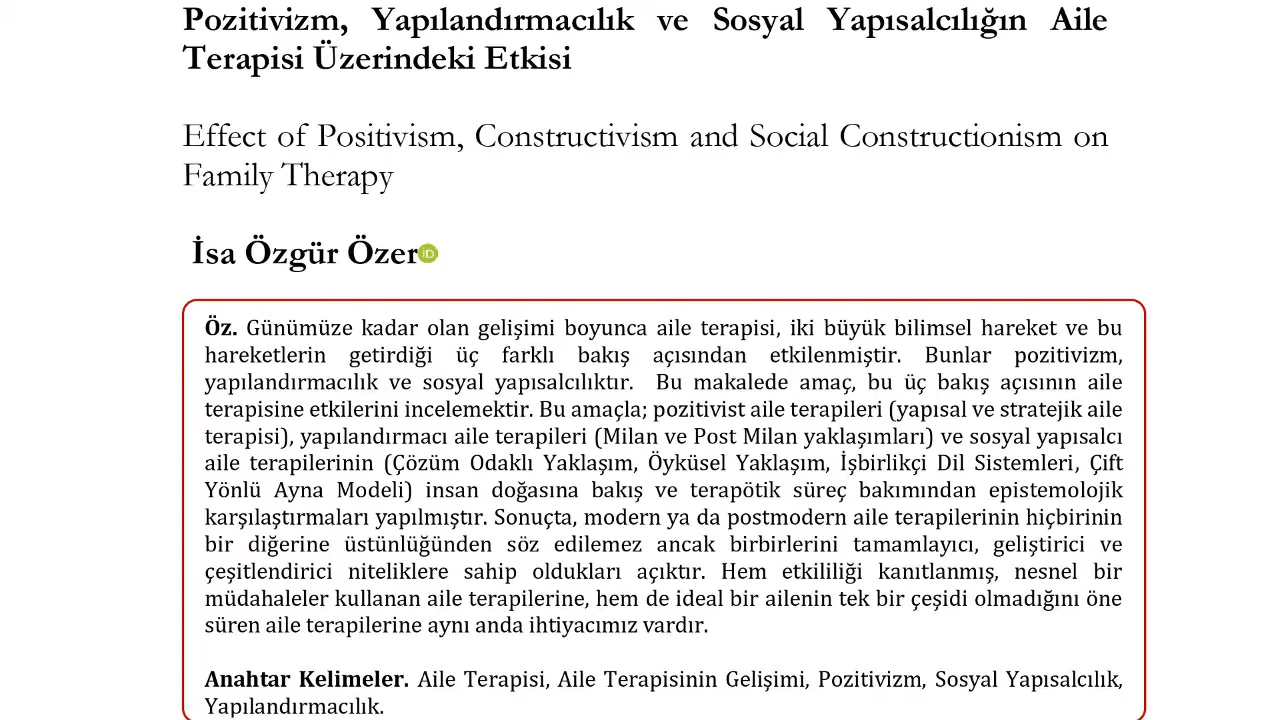 Pozitivizm, Yapılandırmacılık ve Sosyal Yapısalcılığın Aile
Terapisi Üzerindeki Etkisi
Effect of Positivism, Constructivism and Social Constructionism on
Family Therapy
İsa Özgür Özer iD
Öz. Günümüze kadar olan gelişimi boyunca aile terapisi, iki büyük bilimsel hareket ve bu
hareketlerin getirdiği üç farklı bakış açısından etkilenmiştir. Bunlar pozitivizm,
yapılandırmacılık ve sosyal yapısalcılıktır. Bu makalede amaç, bu üç bakış açısının aile
terapisine etkilerini incelemektir. Bu amaçla; pozitivist aile terapileri (yapısal ve stratejik aile
terapisi), yapılandırmacı aile terapileri (Milan ve Post Milan yaklaşımları) ve sosyal yapısalcı
aile terapilerinin (Çözüm Odaklı Yaklaşım, Öyküsel Yaklaşım, İşbirlikçi Dil Sistemleri, Çift
Yönlü Ayna Modeli) insan doğasına bakış ve terapötik süreç bakımından epistemolojik
karşılaştırmaları yapılmıştır. Sonuçta, modern ya da postmodern aile terapilerinin hiçbirinin
bir diğerine üstünlüğünden söz edilemez ancak birbirlerini tamamlayıcı, geliştirici ve
çeşitlendirici niteliklere sahip oldukları açıktır. Hem etkililiği kanıtlanmış, nesnel bir
müdahaleler kullanan aile terapilerine, hem de ideal bir ailenin tek bir çeşidi olmadığını öne
süren aile terapilerine aynı anda ihtiyacımız vardır.
Anahtar Kelimeler. Aile Terapisi, Aile Terapisinin Gelişimi, Pozitivizm, Sosyal Yapısalcılık,
Yapılandırmacılık.